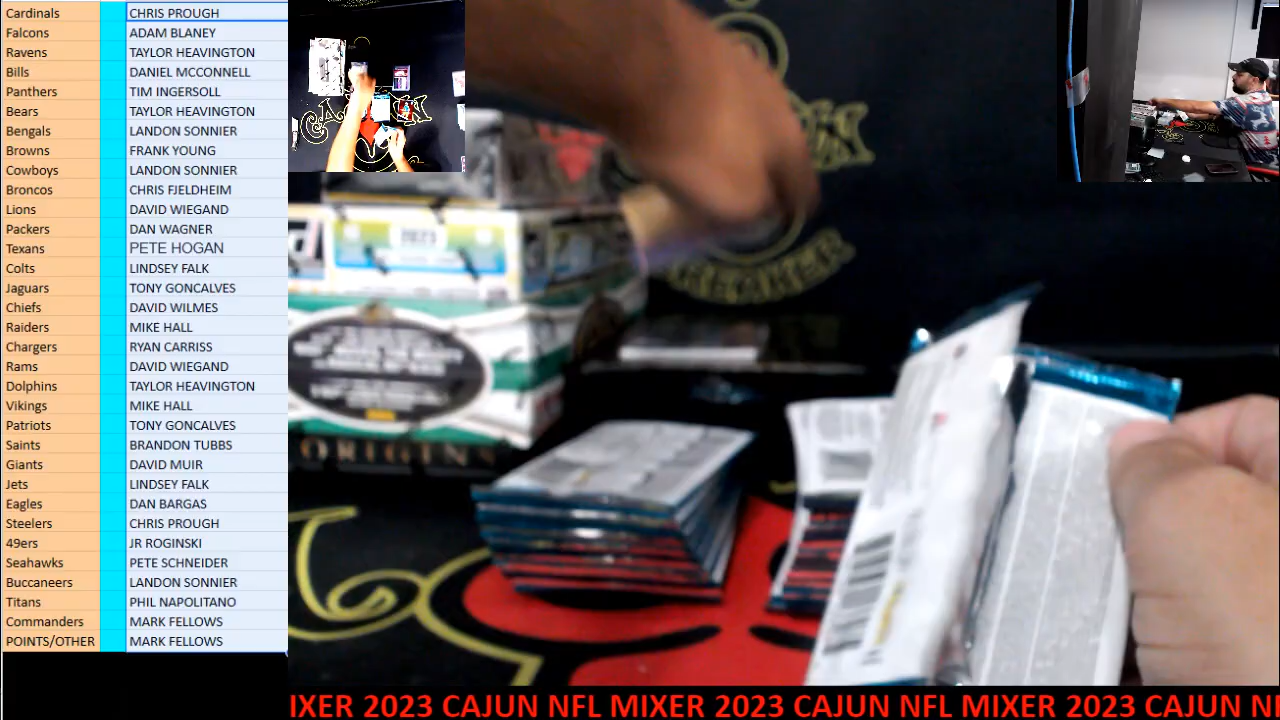 Cardinals CHRIS PROUGH
Falcons ADAM BLANEY
Ravens TAYLOR HEAVINGTON
Bills DANIEL MCCONNELL
Panthers TIM INGERSOLL
Bears TAYLOR HEAVINGTON
Bengals LANDON SONNIER
Browns FRANK YOUNG
Cowboys LANDON SONNIER
Broncos CHRIS FJELDHEIM
Lions DAVID WIEGAND
Packers DAN WAGNER
Texans PETE HOGAN
Colts LINDSEY FALK
Jaguars TONY GONCALVES
Chiefs DAVID WILMES
Raiders MIKE HALL
Chargers RYAN CARRISS
Rams DAVID WIEGAND
Dolphins TAYLOR HEAVINGTON
Vikings MIKE HALL
Patriots TONY GONCALVES
Saints BRANDON TUBBS
Giants DAVID MUIR
Jets LINDSEY FALK
Eagles DAN BARGAS
Steelers CHRIS PROUGH
49ers JR ROGINSKI
Seahawks PETE SCHNEIDER
Buccaneers LANDON SONNIER
Titans PHIL NAPOLITANO
Commanders MARK FELLOWS
POINTS/OTHER MARK FELLOWS
2023
ORIGINS
IXER 2023 CAJUN NFL MIXER 2023 CAJUN NFL MIXER 2023 CAJUN NF